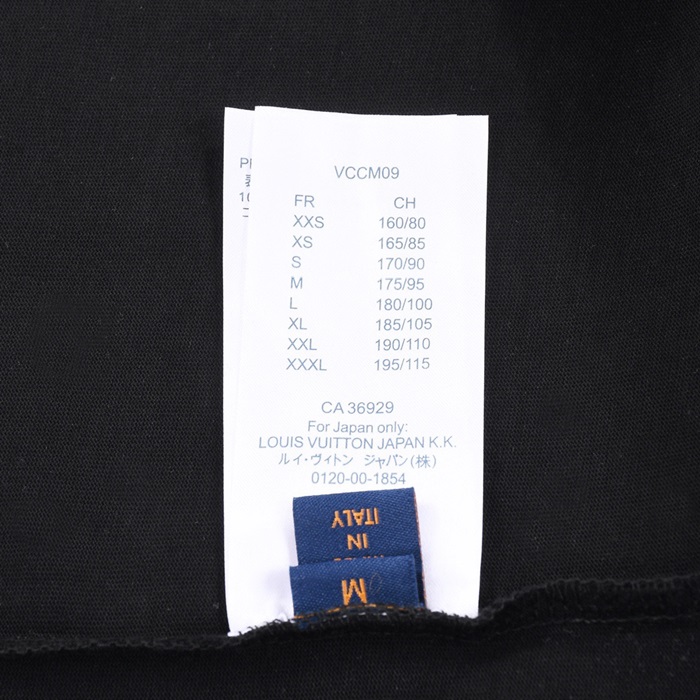 VCCM09
FR CH
XXS 160/80
XS 165/85
S 170/90
M 175/95
L 180/100
XL 185/105
XXL 190/110
XXXL 195/115
CA 36929
For Japan only:
LOUIS VUITTON JAPAN K.K.
ルイ・ヴィトン ジャパン(株)
0120-00-1854
IN
ITALY
M